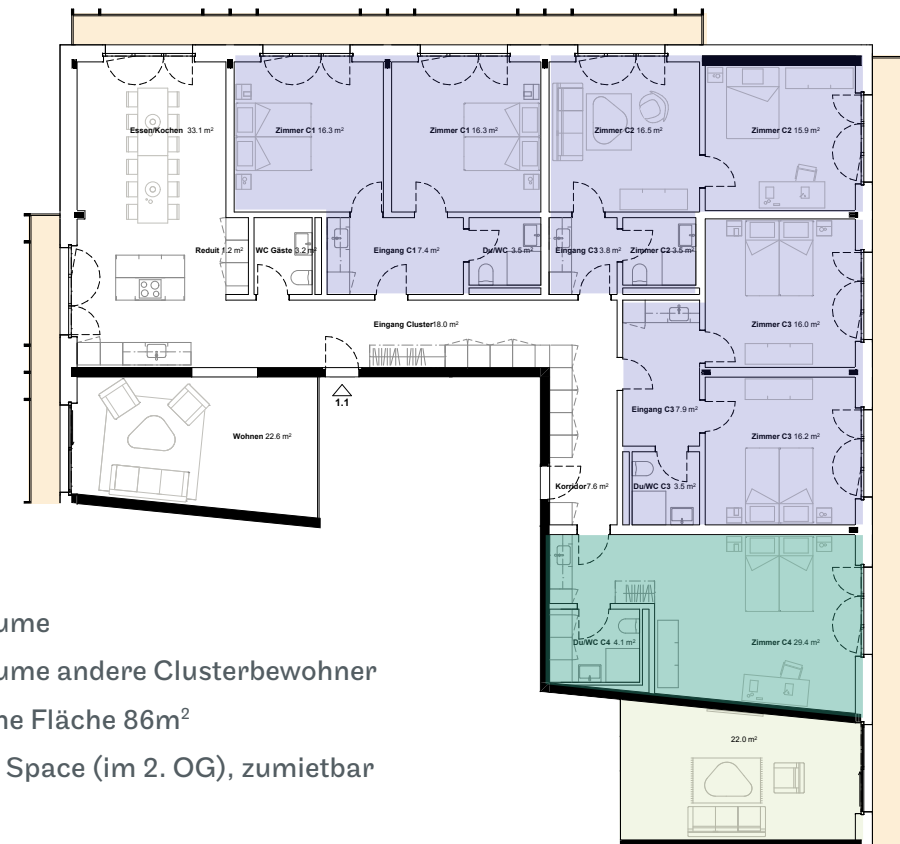 Essen/Kochen 33.1 m²
Zimmer C1 16.3 m²
Zimmer C1 16.3 m²
Zimmer C2 16.5 m²
Zimmer C2 15.9 m²
Reduit 1.2 m²
WC Gäste 3.2 m²
Eingang C1 7.4 m²
Du/WC 3.5 m²
Eingang C3 3.8 m²
Zimmer C2 3.5 m²
Eingang Cluster 18.0 m²
Zimmer C3 16.0 m²
1.1
Eingang C3 7.9 m²
Wohnen 22.6 m²
Zimmer C3 16.2 m²
Korridor 7.6 m²
Du/WC C3 3.5 m²
ume
ume andere Clusterbewohner
ne Fläche 86m²
Space (im 2. OG), zumietbar
Du/WC C4 4.1 m²
Zimmer C4 29.4 m²
22.0 m²